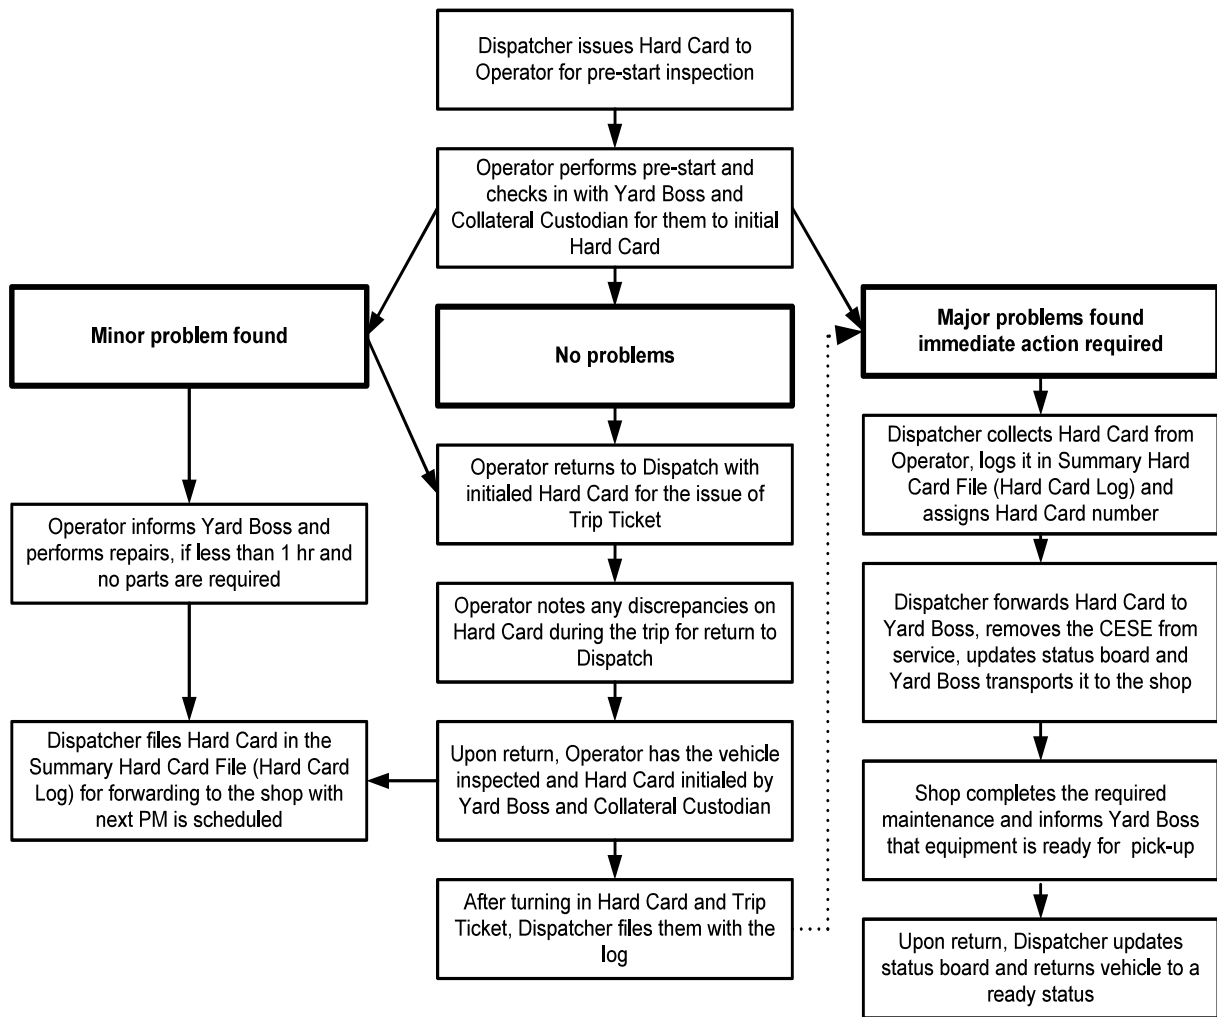 Dispatcher issues Hard Card to
Operator for pre-start inspection
Operator performs pre-start and
checks in with Yard Boss and
Collateral Custodian for them to initial
Hard Card
Minor problem found
No problems
Major problems found
immediate action required
Operator informs Yard Boss and
performs repairs, if less than 1 hr and
no parts are required
Dispatcher files Hard Card in the
Summary Hard Card File (Hard Card
Log) for forwarding to the shop with
next PM is scheduled
Operator returns to Dispatch with
initialed Hard Card for the issue of
Trip Ticket
Operator notes any discrepancies on
Hard Card during the trip for return to
Dispatch
Upon return, Operator has the vehicle
inspected and Hard Card initialed by
Yard Boss and Collateral Custodian
After turning in Hard Card and Trip
Ticket, Dispatcher files them with the
log
Dispatcher collects Hard Card from
Operator, logs it in Summary Hard
Card File (Hard Card Log) and
assigns Hard Card number
Dispatcher forwards Hard Card to
Yard Boss, removes the CESE from
service, updates status board and
Yard Boss transports it to the shop
Shop completes the required
maintenance and informs Yard Boss
that equipment is ready for pick-up
Upon return, Dispatcher updates
status board and returns vehicle to a
ready status